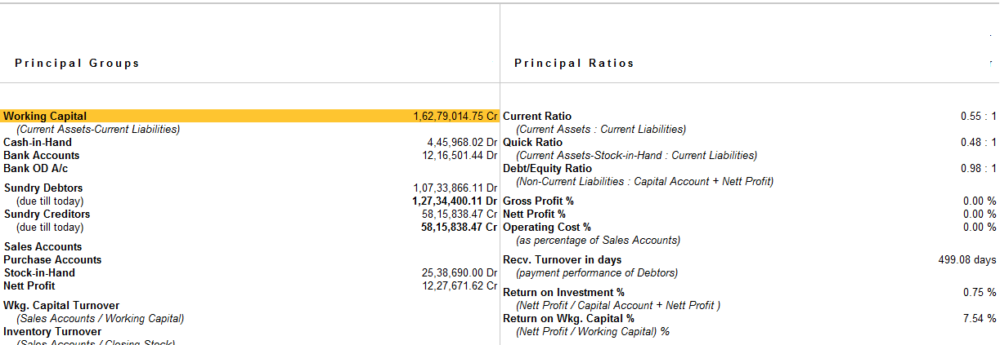 Principal Groups
Principal Ratios
Working Capital 1,62,79,014.75 Cr
(Current Assets-Current Liabilities)
Cash-in-Hand 4,45,968.02 Dr
Bank Accounts 12,16,501.44 Dr
Bank OD A/c
Sundry Debtors 1,07,33,866.11 Dr
(due till today) 1,27,34,400.11 Dr
Sundry Creditors 58,15,838.47 Cr
(due till today) 58,15,838.47 Cr
Sales Accounts
Purchase Accounts
Stock-in-Hand 25,38,690.00 Dr
Nett Profit 12,27,671.62 Cr
Wkg. Capital Turnover
(Sales Accounts / Working Capital)
Inventory Turnover
(Sales Accounts / Closing Stock)
Current Ratio 0.55 : 1
(Current Assets : Current Liabilities)
Quick Ratio 0.48 : 1
(Current Assets-Stock-in-Hand : Current Liabilities)
Debt/Equity Ratio 0.98 : 1
(Non-Current Liabilities : Capital Account + Nett Profit)
Gross Profit % 0.00 %
Nett Profit % 0.00 %
Operating Cost % 0.00 %
(as percentage of Sales Accounts)
Recv. Turnover in days 499.08 days
(payment performance of Debtors)
Return on Investment % 0.75 %
(Nett Profit / Capital Account + Nett Profit )
Return on Wkg. Capital % 7.54 %
(Nett Profit / Working Capital) %